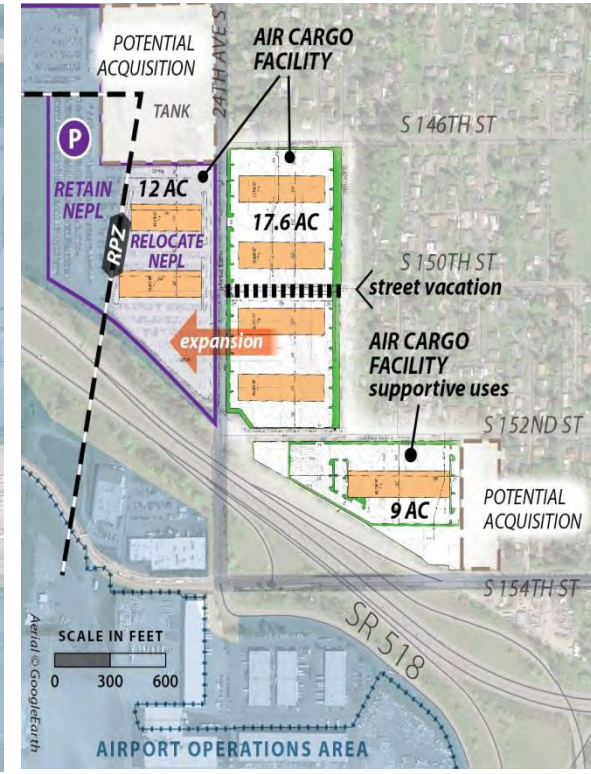 POTENTIAL
ACQUISITION
TANK
24TH AVE S
AIR CARGO
FACILITY
S 146TH ST
P
RETAIN
NEPL
12 AC
RELOCATE
NEPL
RPZ
17.6 AC
S 150TH ST
street vacation
expansion
AIR CARGO
FACILITY
supportive uses
S 152ND ST
9 AC
POTENTIAL
ACQUISITION
S 154TH ST
SR 518
SCALE IN FEET
0 300 600
Aerial © GoogleEarth
AIRPORT OPERATIONS AREA